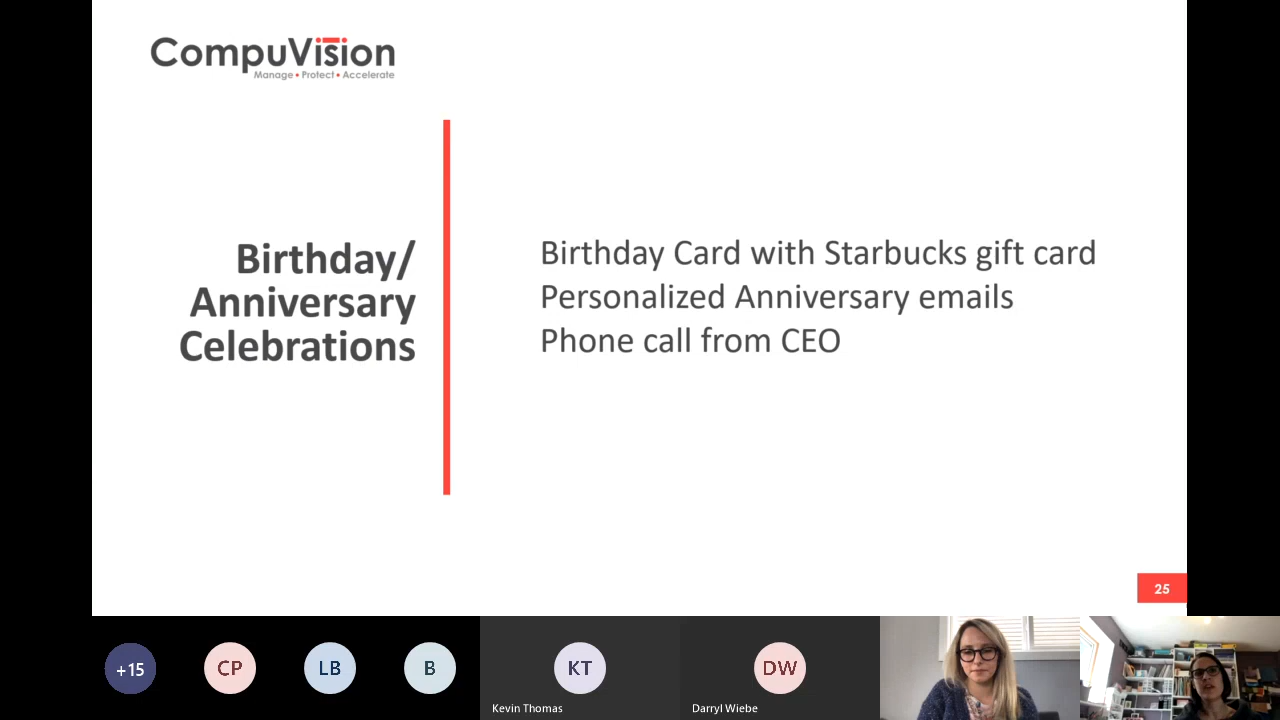 CompuVision
Manage • Protect • Accelerate
Birthday/
Anniversary
Celebrations
Birthday Card with Starbucks gift card
Personalized Anniversary emails
Phone call from CEO
25
+15
CP
LB
B
KT
Kevin Thomas
DW
Darryl Wiebe